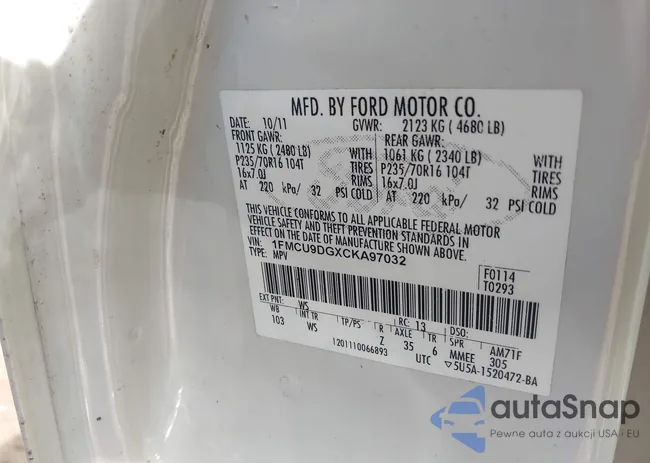 MFD. BY FORD MOTOR CO.
DATE: 10/11 GVWR: 2123 KG ( 4680 LB)
FRONT GAWR: REAR GAWR:
1125 KG ( 2480 LB) WITH 1061 KG ( 2340 LB) WITH
P235/70R16 104T TIRES P235/70R16 104T TIRES
16x7.0J RIMS 16x7.0J RIMS
AT 220 kPa/ 32 PSI COLD AT 220 kPa/ 32 PSI COLD
THIS VEHICLE CONFORMS TO ALL APPLICABLE FEDERAL MOTOR
VEHICLE SAFETY AND THEFT PREVENTION STANDARDS IN
EFFECT ON THE DATE OF MANUFACTURE SHOWN ABOVE.
VIN: 1FMCU9DGXCKA97032
TYPE: MPV
F0114
T0293
EXT PNT: WS RC: 13 DSO:
WB INT TR TP/PS R AXLE TR SPR AM71F
103 WS Z 35 6 MMEE 305
1201110066893 UTC ▽5U5A-1520472-BA
autaSnap
Pewne auta z aukcji USA - EU